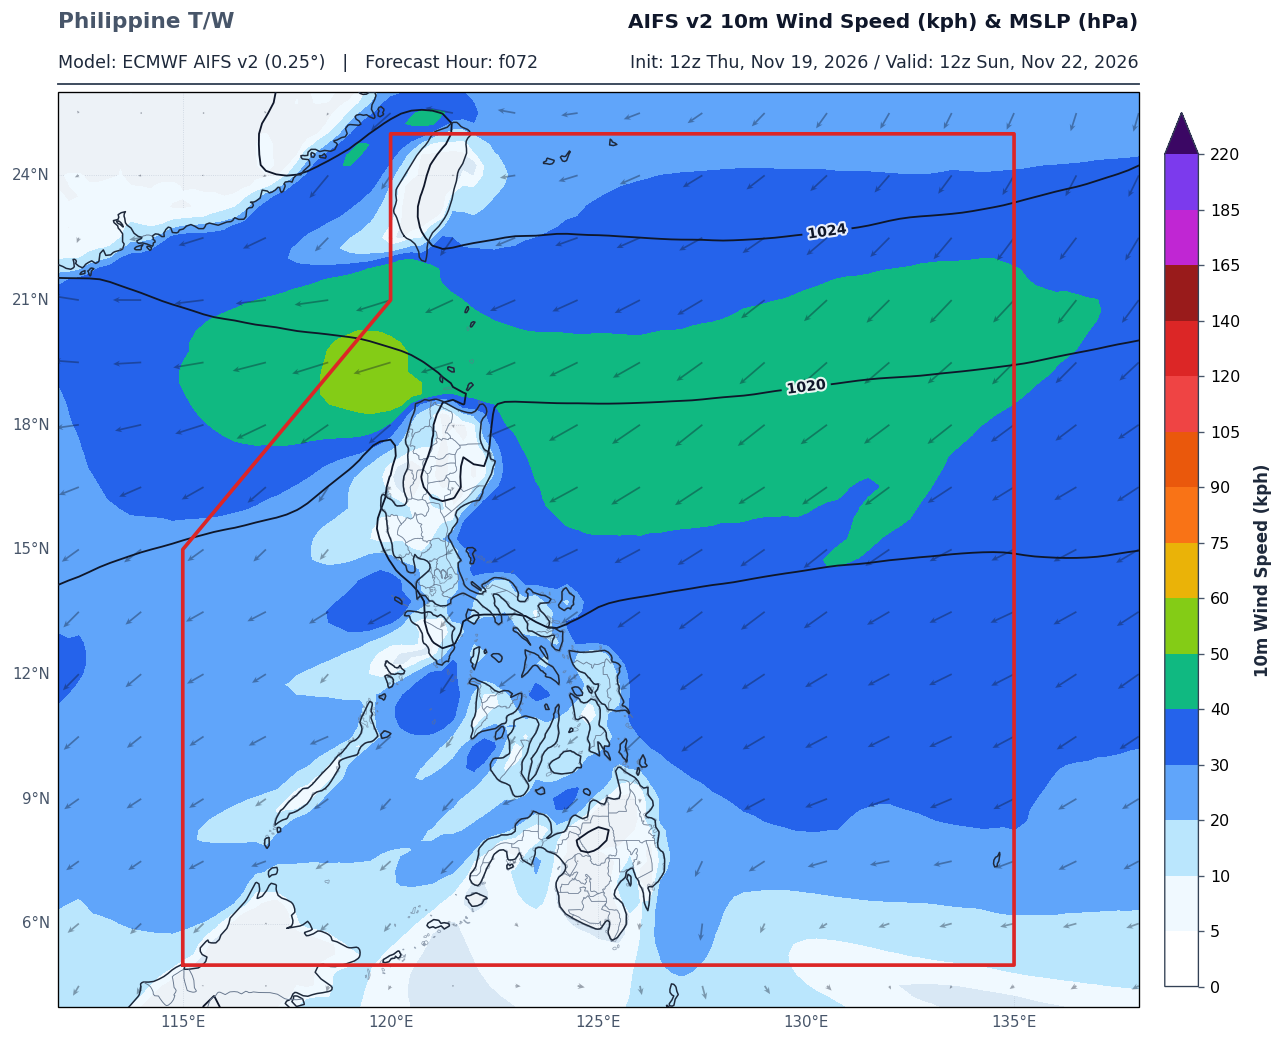 Philippine T/W
AIFS v2 10m Wind Speed (kph) & MSLP (hPa)
Model: ECMWF AIFS v2 (0.25°) | Forecast Hour: f072
Init: 12z Thu, Nov 19, 2026 / Valid: 12z Sun, Nov 22, 2026
24°N
21°N
18°N
15°N
12°N
9°N
6°N
1024
1020
115°E
120°E
125°E
130°E
135°E
220
185
165
140
120
105
90
75
60
50
40
30
20
10
5
0
10m Wind Speed (kph)